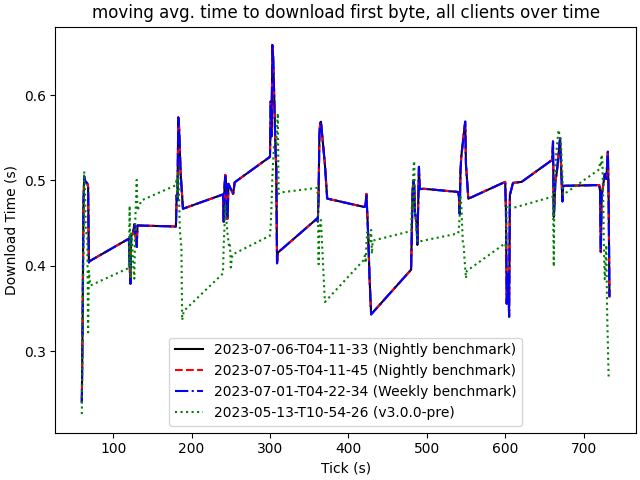 moving avg. time to download first byte, all clients over time
Download Time (s)
0.6
0.5
0.4
0.3
2023-07-06-T04-11-33 (Nightly benchmark)
2023-07-05-T04-11-45 (Nightly benchmark)
2023-07-01-T04-22-34 (Weekly benchmark)
2023-05-13-T10-54-26 (v3.0.0-pre)
100 200 300 400 500 600 700
Tick (s)